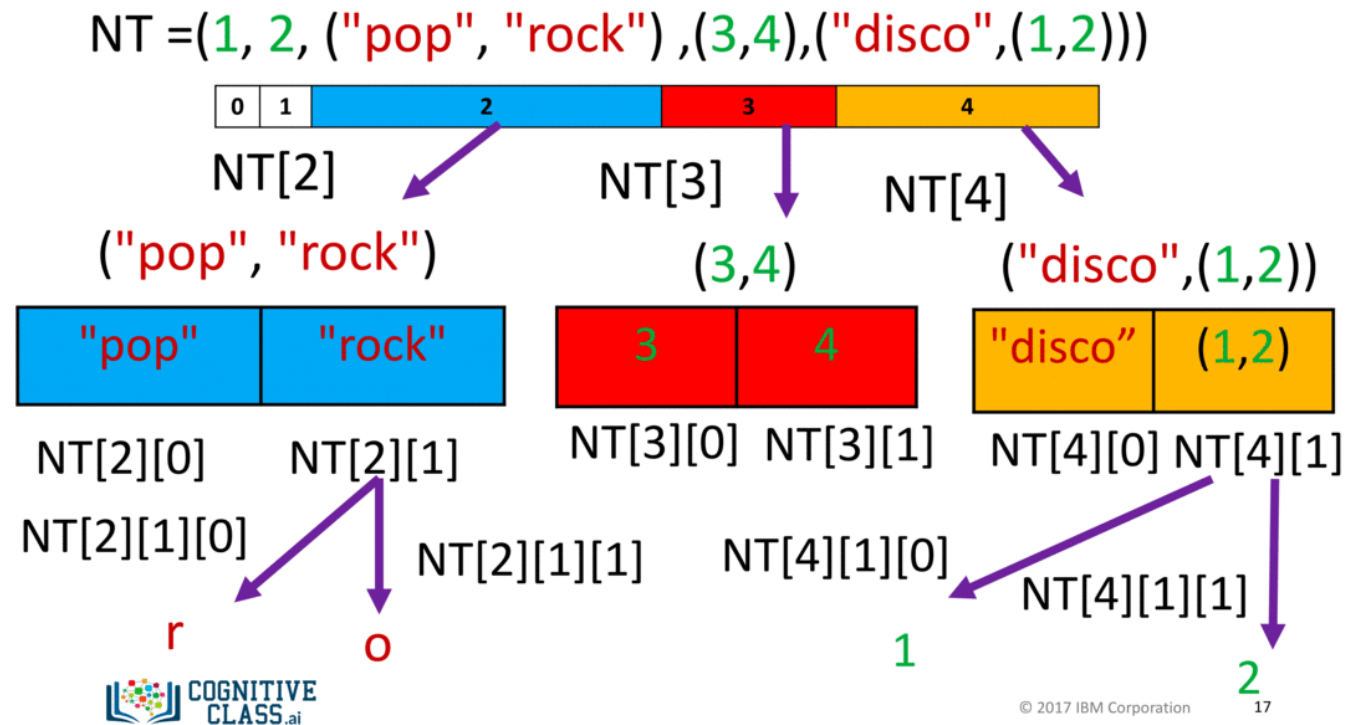 NT =(1, 2, ("pop", "rock") ,(3,4),("disco",(1,2)))
0 1 2 3 4
NT[2] NT[3] NT[4]
("pop", "rock") (3,4) ("disco",(1,2))
"pop" "rock" 3 4 "disco” (1,2)
NT[2][0] NT[2][1] NT[3][0] NT[3][1] NT[4][0] NT[4][1]
NT[2][1][0] NT[2][1][1] NT[4][1][0] NT[4][1][1]
r o 1 2
COGNITIVE
CLASS.ai
© 2017 IBM Corporation 17